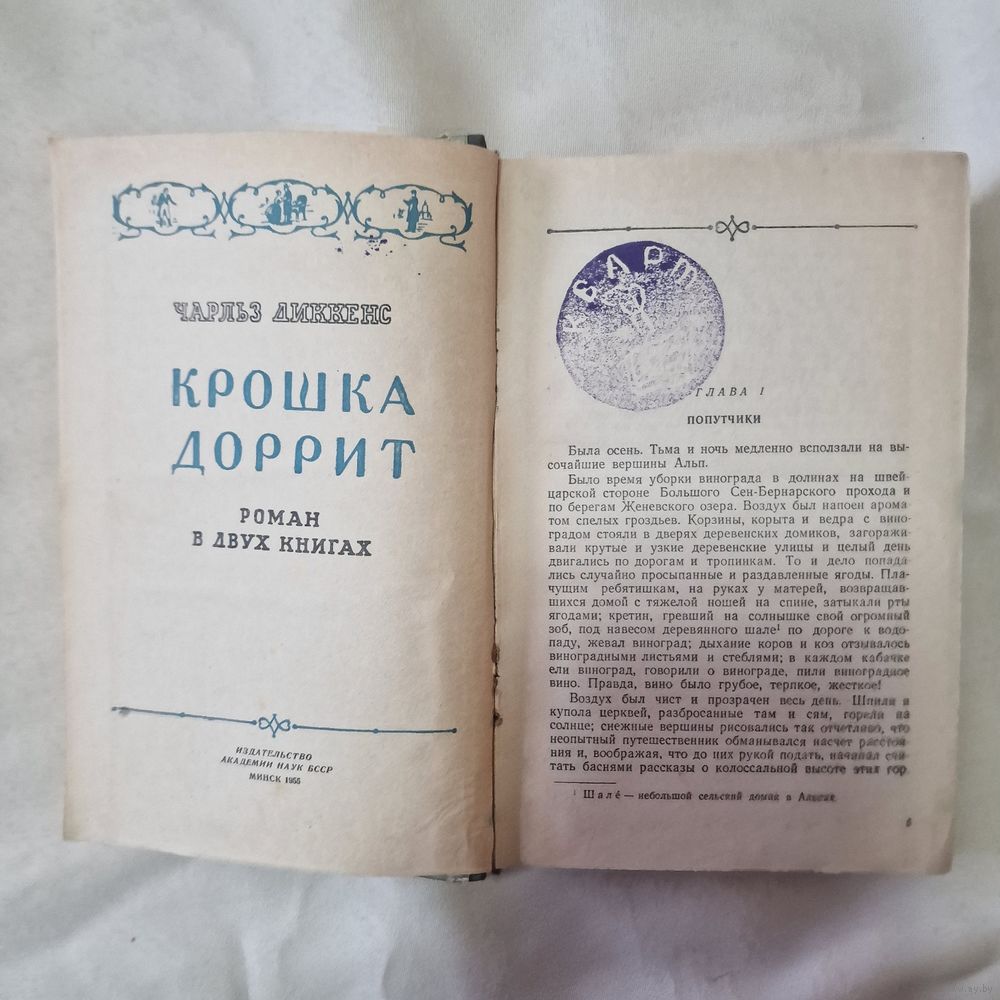 ЧАРЛЬЗ ДИККЕНС
КРОШКА
ДОРРИТ
РОМАН
В ДВУХ КНИГАХ
ИЗДАТЕЛЬСТВО
АКАДЕМИИ НАУК БССР
МИНСК 1955
ГЛАВА I
ПОПУТЧИКИ
Была осень. Тьма и ночь медленно всползали на вы-
сочайшие вершины Альп.
Было время уборки винограда в долинах на швей-
царской стороне Большого Сен-Бернарского прохода и
по берегам Женевского озера. Воздух был напоен арома
том спелых гроздьев. Корзины, корыта и ведра с вино-
градом стояли в дверях деревенских домиков, загоражи-
вали крутые и узкие деревенские улицы и целый день
двигались по дорогам и тропинкам. То и дело попада-
лись случайно просыпанные и раздавленные ягоды. Пла-
чущим ребятишкам, на руках у матерей, возвращав-
шихся домой с тяжелой ношей на спине, затыкали рты
ягодами; кретин, гревший на солнышке свой огромный
зоб, под навесом деревянного шале¹ по дороге к водо-
паду, жевал виноград; дыхание коров и коз отзывалось
виноградными листьями и стеблями; в каждом кабачке
ели виноград, говорили о винограде, пили виноградное
вино. Правда, вино было грубое, терпкое, жесткое!
Воздух был чист и прозрачен весь день. Шпили и
купола церквей, разбросанные там и сям, горели на
солнце; снежные вершины рисовались так отчетливо, что
неопытный путешественник обманывался насчет расстоя
ния и, воображая, что до них рукой подать, начинал счи-
тать баснями рассказы о колоссальной высоте этих гор
¹ Шалé — небольшой сельский домик в Альпах